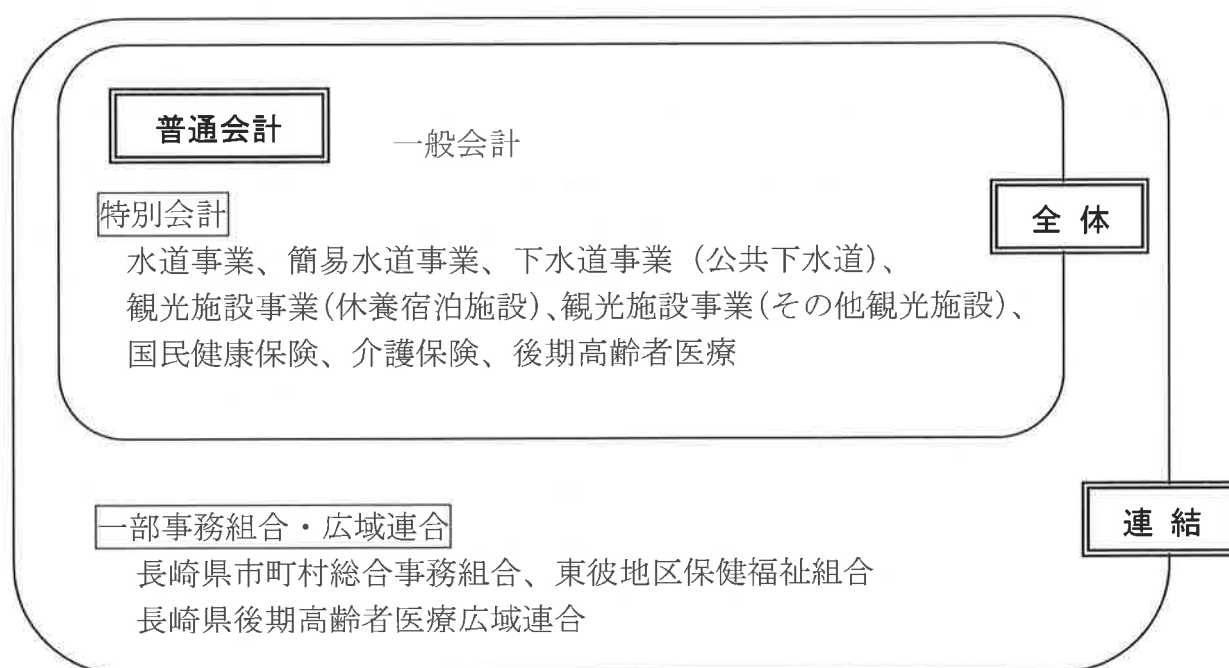 普通会計
一般会計
特別会計
全体
水道事業、簡易水道事業、下水道事業（公共下水道）、
観光施設事業(休養宿泊施設)、観光施設事業(その他観光施設)、
国民健康保険、介護保険、後期高齢者医療
一部事務組合・広域連合
連結
長崎県市町村総合事務組合、東彼地区保健福祉組合
長崎県後期高齢者医療広域連合